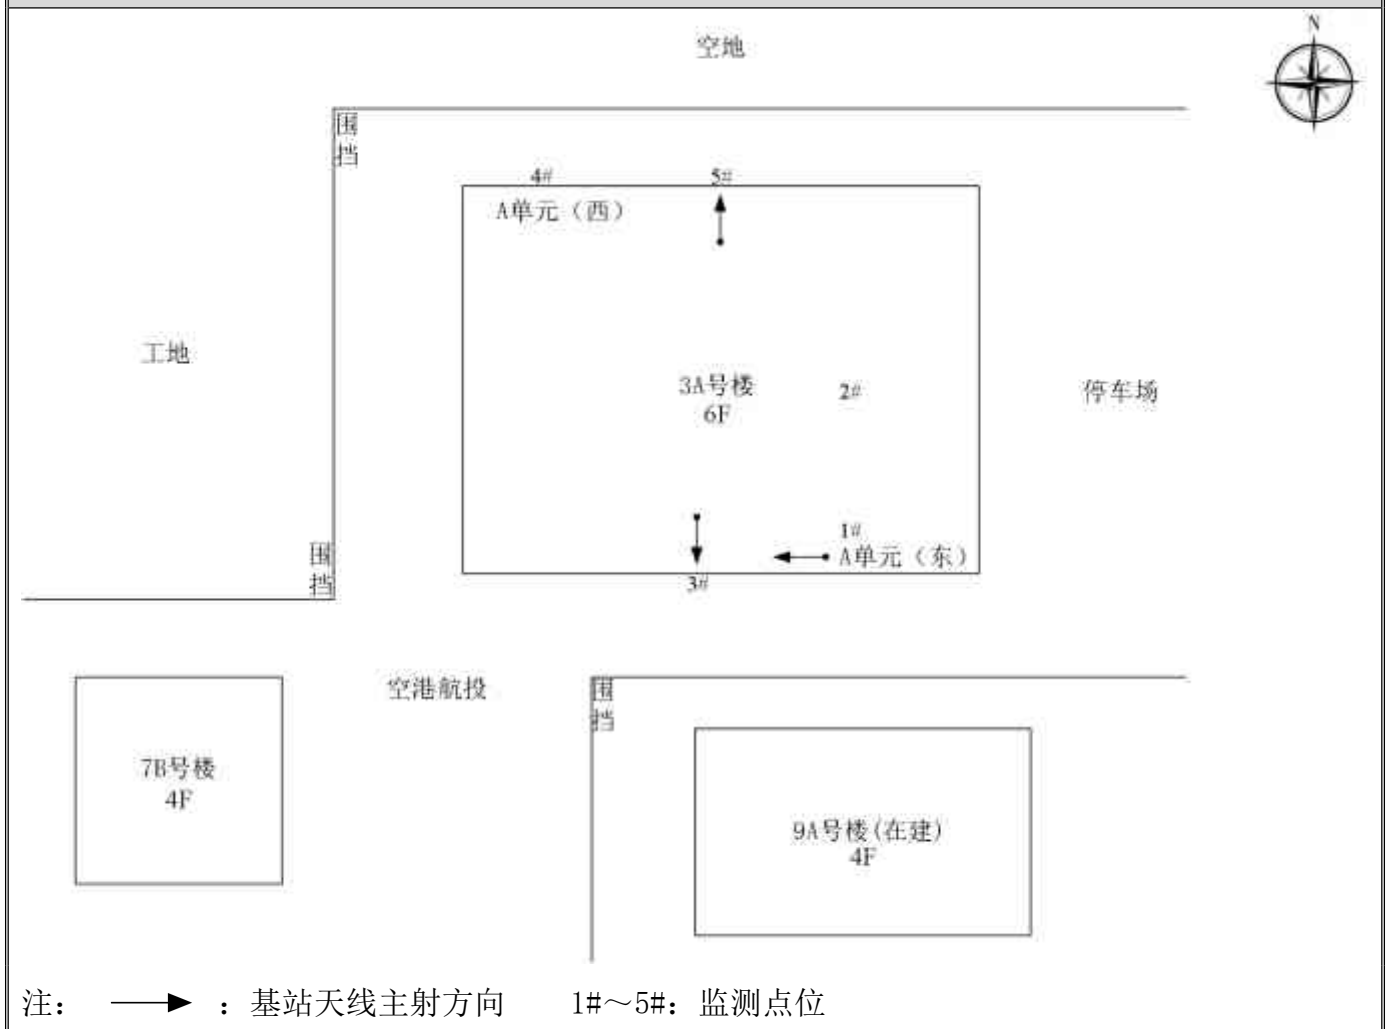 N
空地
围
挡
4#
5#
A单元（西）
工地
3A号楼
6F
2#
停车场
1#
A单元（东）
3#
围
挡
空港航投
围
挡
7B号楼
4F
9A号楼(在建)
4F
注： ：基站天线主射方向 1#～5#：监测点位